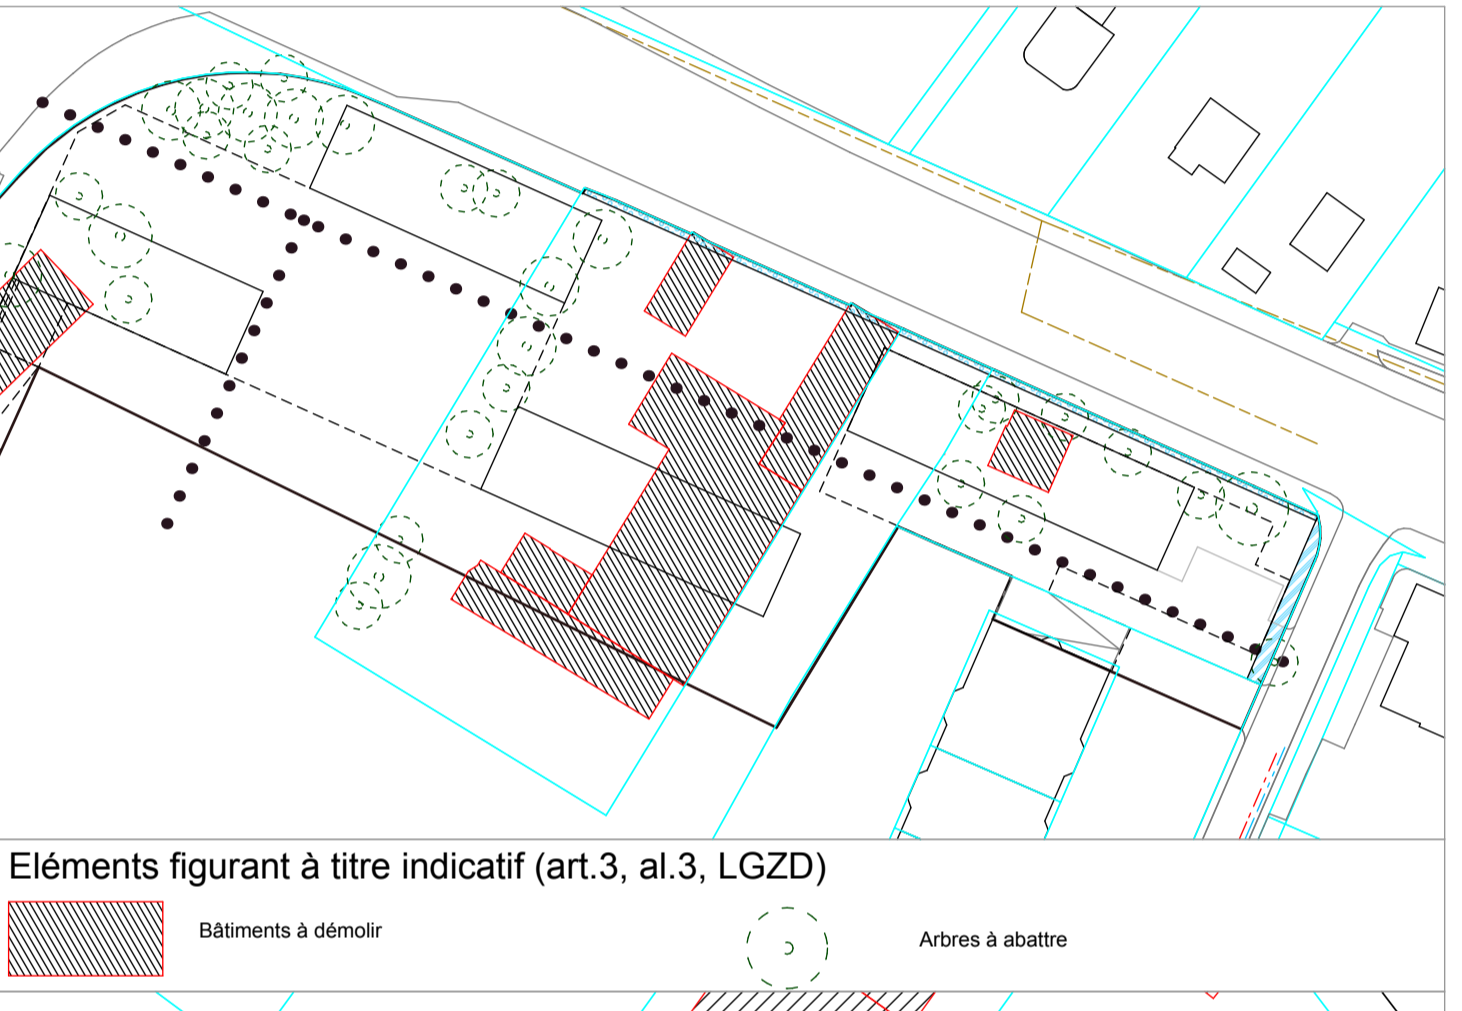 Eléments figurant à titre indicatif (art.3, al.3, LGZD)
Bâtiments à démolir
Arbres à abattre